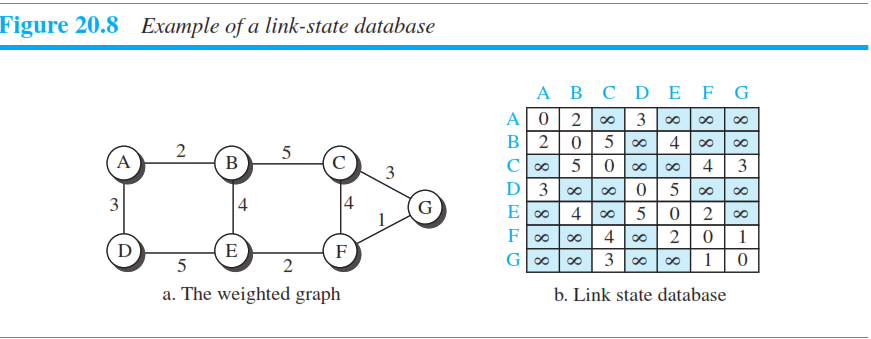 Figure 20.8 Example of a link-state database
A B C D E F G
A 0 2 ∞ 3 ∞ ∞ ∞
B 2 0 5 ∞ 4 ∞ ∞
C ∞ 5 0 ∞ ∞ 4 3
D 3 ∞ ∞ 0 5 ∞ ∞
E ∞ 4 ∞ 5 0 2 ∞
F ∞ ∞ 4 ∞ 2 0 1
G ∞ ∞ 3 ∞ ∞ 1 0
2 5
A B C
3
3 4 4 G
1
D E F
5 2
a. The weighted graph
b. Link state database